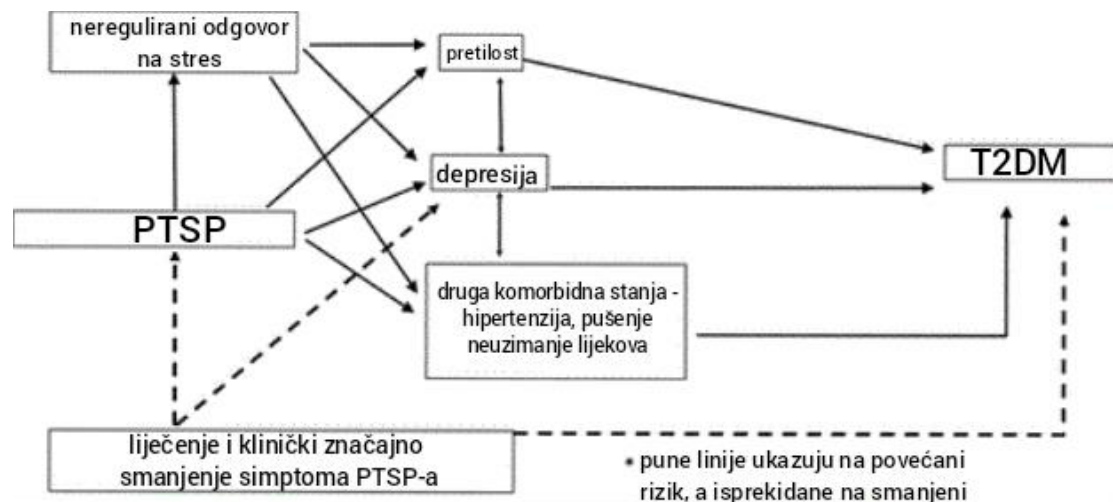 neregulirani odgovor
na stres
pretilost
depresija
T2DM
PTSP
druga komorbidna stanja -
hipertenzija, pušenje
neuzimanje lijekova
liječenje i klinički značajno
smanjenje simptoma PTSP-a
• pune linije ukazuju na povećani
rizik, a isprekidane na smanjeni